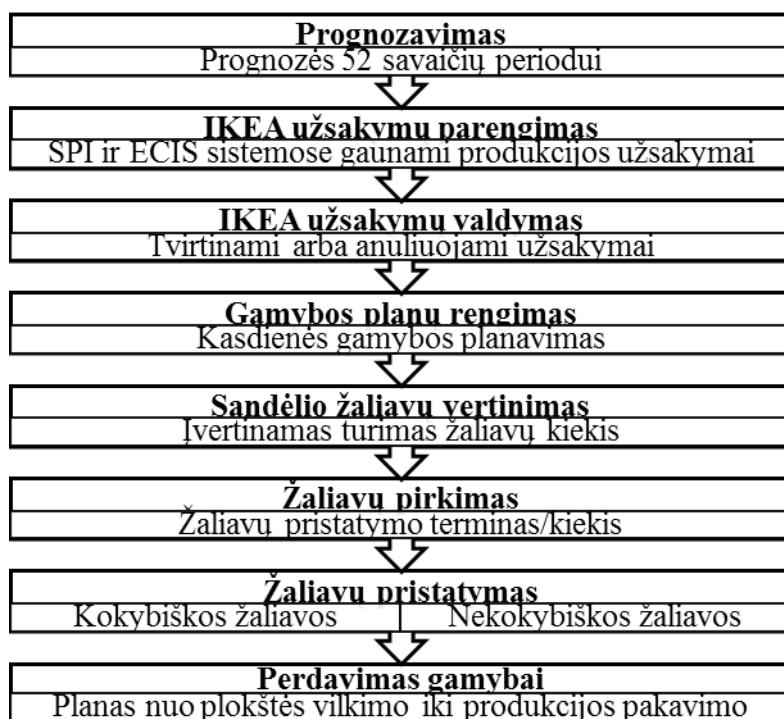 Prognozavimas
Prognozės 52 savaičių periodui
IKEA užsakymų parengimas
SPI ir ECIS sistemose gaunami produkcijos užsakymai
IKEA užsakymų valdymas
Tvirtinami arba anuliuojami užsakymai
Gamybos planų rengimas
Kasdienės gamybos planavimas
Sandėlio žaliavų vertinimas
Įvertinamas turimas žaliavų kiekis
Žaliavų pirkimas
Žaliavų pristatymo terminas/kiekis
Žaliavų pristatymas
Kokybiškos žaliavos Nekokybiškos žaliavos
Perdavimas gamybai
Planas nuo plokštės vilkimo iki produkcijos pakavimo